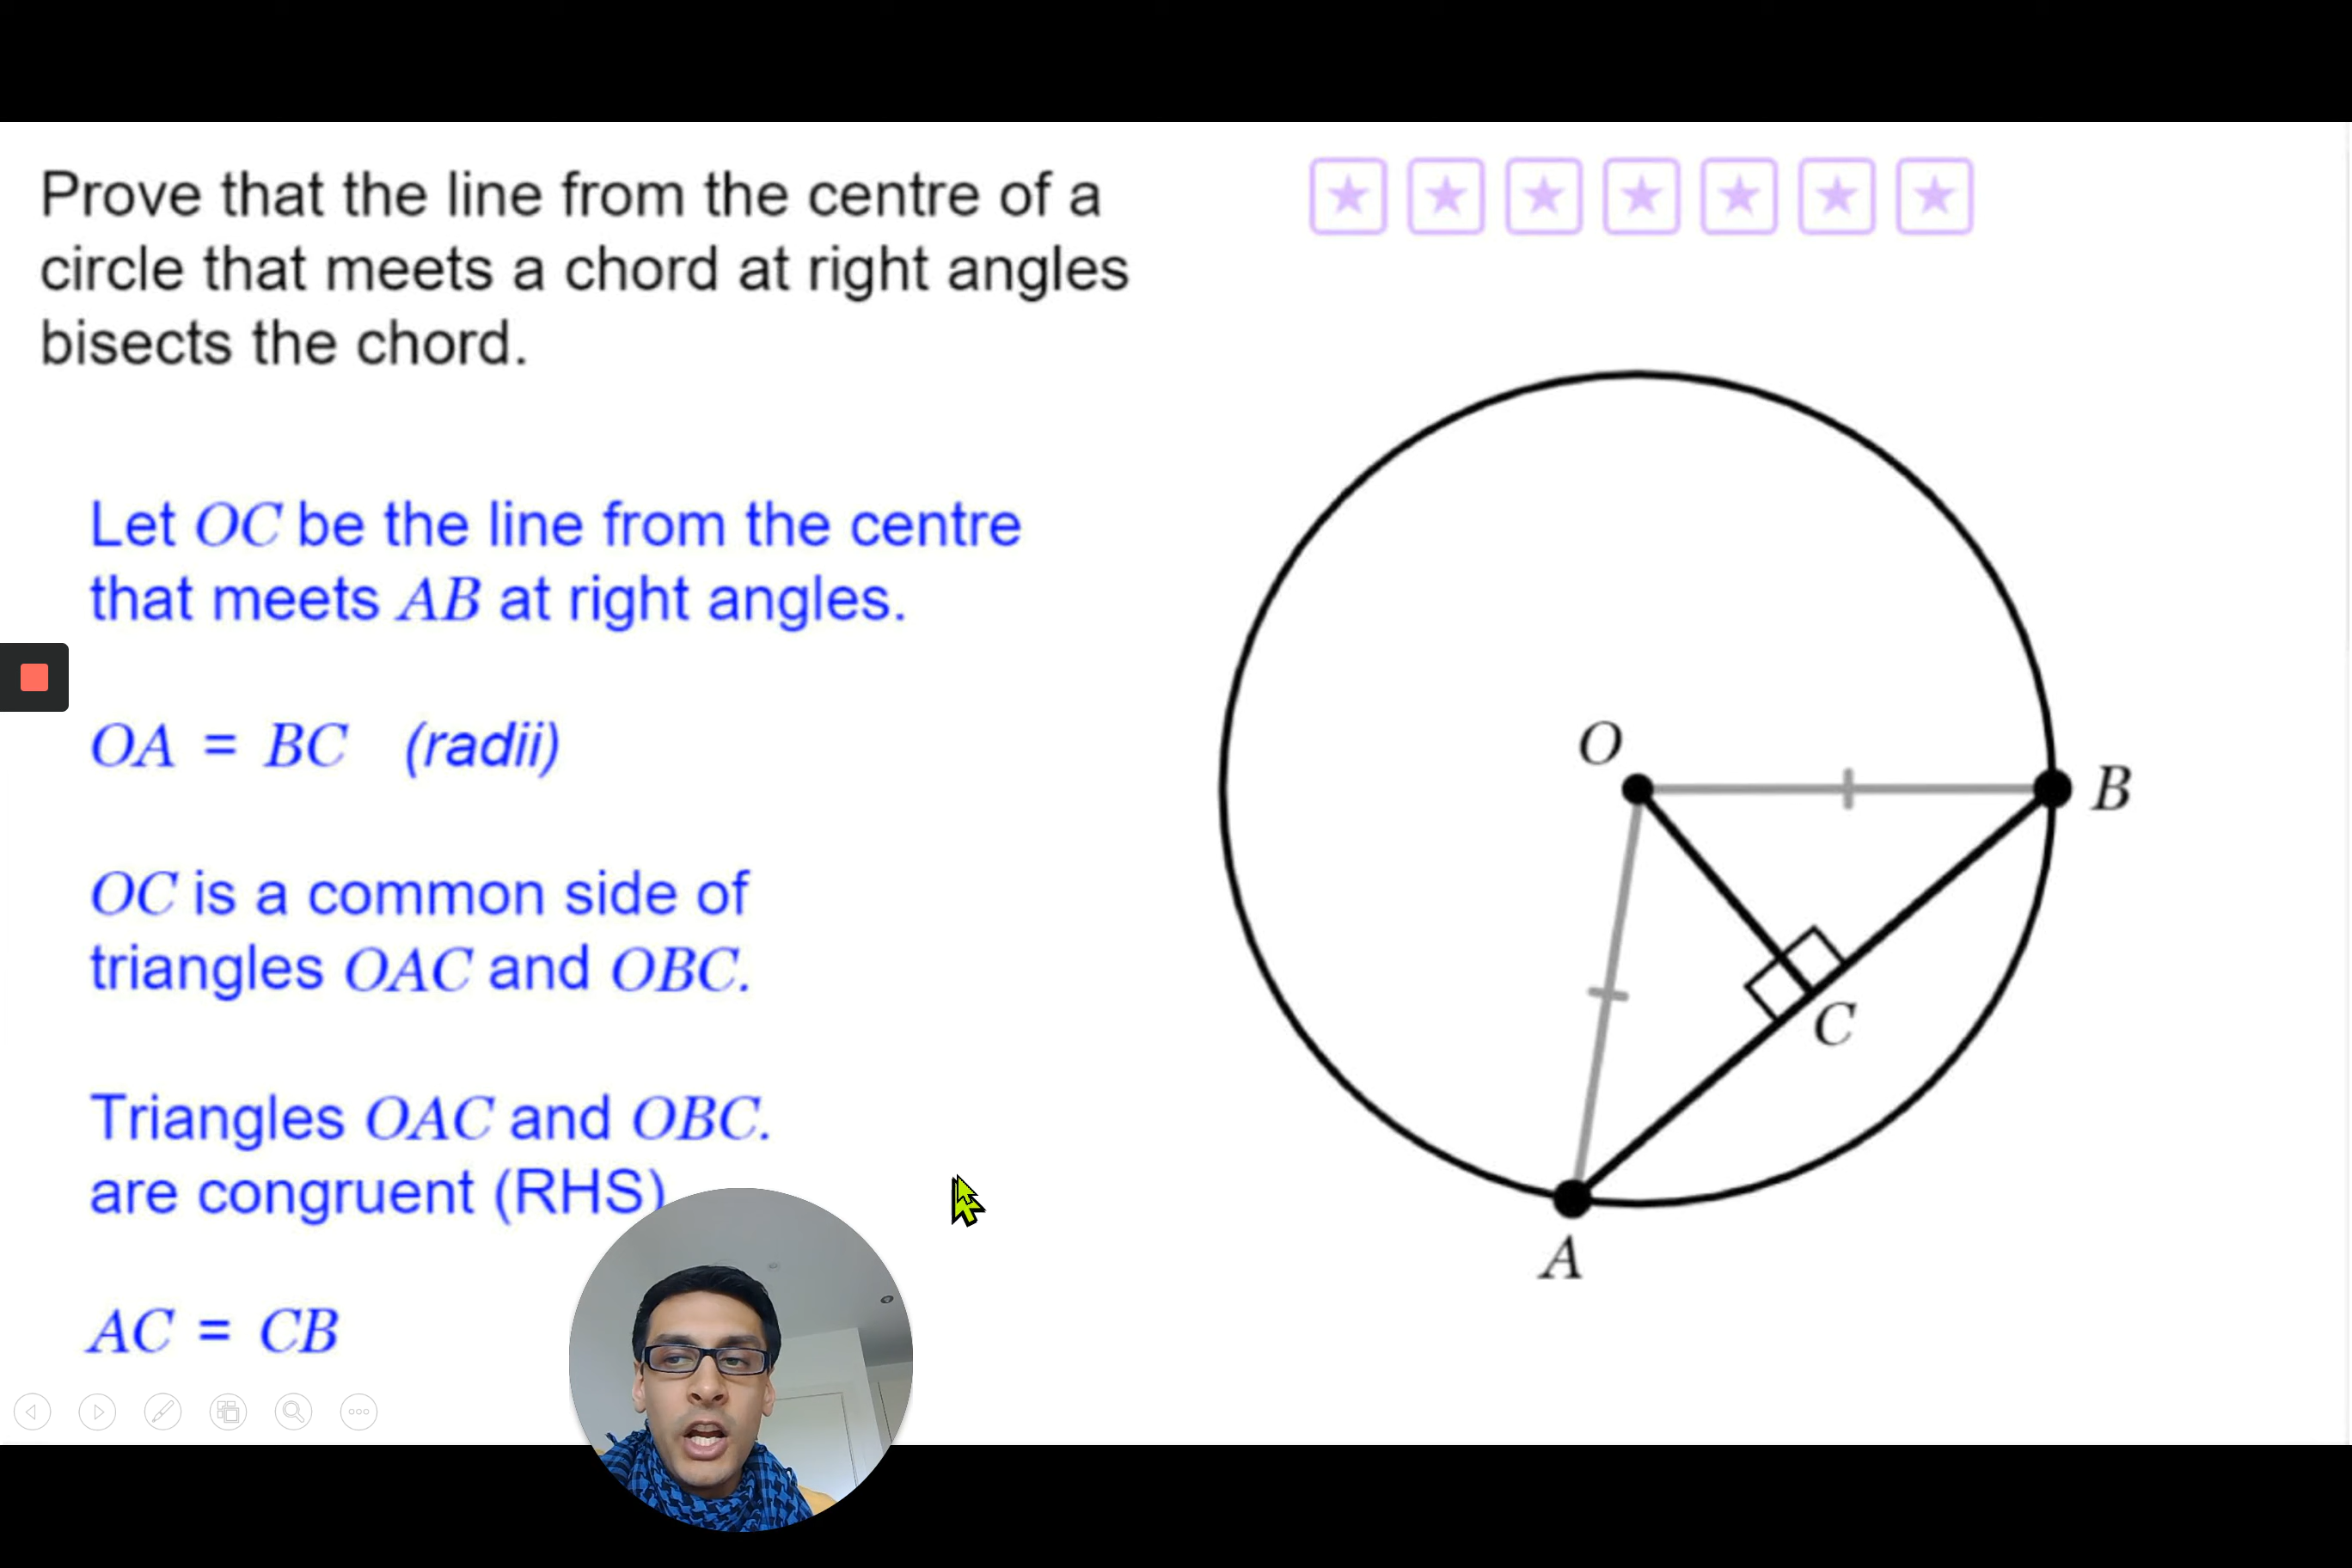 Prove that the line from the centre of a
circle that meets a chord at right angles
bisects the chord.
Let OC be the line from the centre
that meets AB at right angles.
OA = BC (radii)
OC is a common side of
triangles OAC and OBC.
Triangles OAC and OBC.
are congruent (RHS)
AC = CB
O
B
C
A